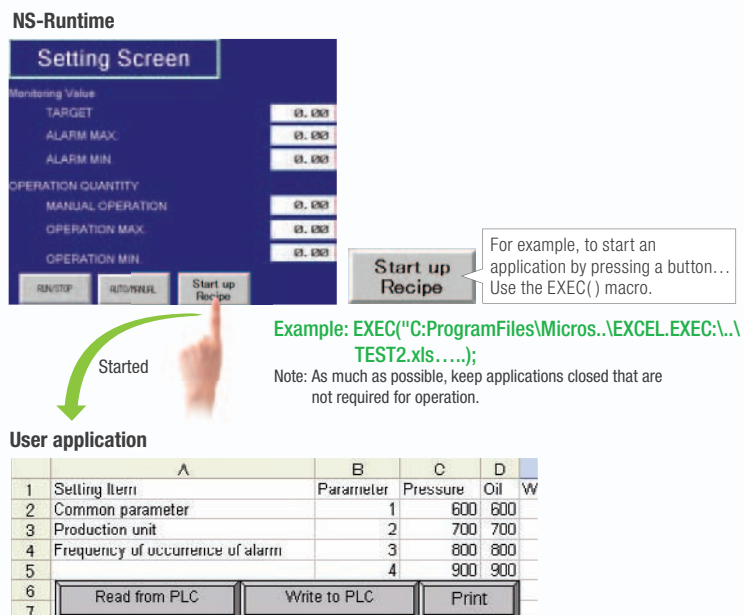 NS-Runtime
Setting Screen
Monitoring Value
TARGET 0.00
ALARM MAX. 0.00
ALARM MIN. 0.00
OPERATION QUANTITY
MANUAL OPERATION 0.00
OPERATION MAX. 0.00
OPERATION MIN. 0.00
RUN/STOP AUTO/MANUAL Start up
Recipe
Start up
Recipe
For example, to start an
application by pressing a button…
Use the EXEC( ) macro.
Example: EXEC("C:ProgramFiles\Micros..\EXCEL.EXEC:\..\
TEST2.xls…..);
Note: As much as possible, keep applications closed that are
not required for operation.
Started
User application
A B C D
1 Setting Item Parameter Pressure Oil W
2 Common parameter 1 600 600
3 Production unit 2 700 700
4 Frequency of occurrence of alarm 3 800 800
5 4 900 900
6 Read from PLC Write to PLC Print
7